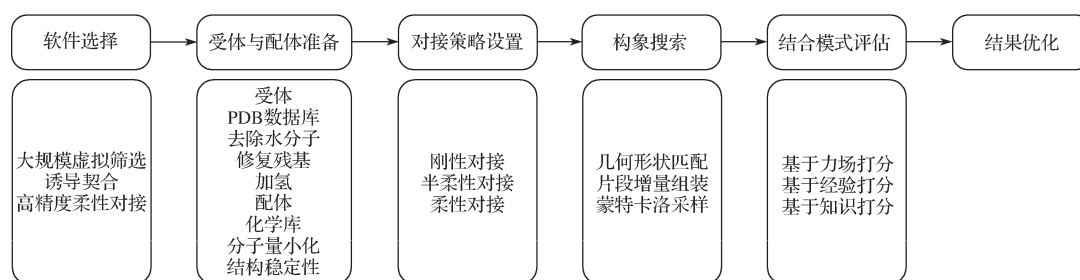 软件选择
受体与配体准备
对接策略设置
构象搜索
结合模式评估
结果优化
大规模虚拟筛选
诱导契合
高精度柔性对接
受体
PDB数据库
去除水分子
修复残基
加氢
配体
化学库
分子量小化
结构稳定性
刚性对接
半柔性对接
柔性对接
几何形状匹配
片段增量组装
蒙特卡洛采样
基于力场打分
基于经验打分
基于知识打分